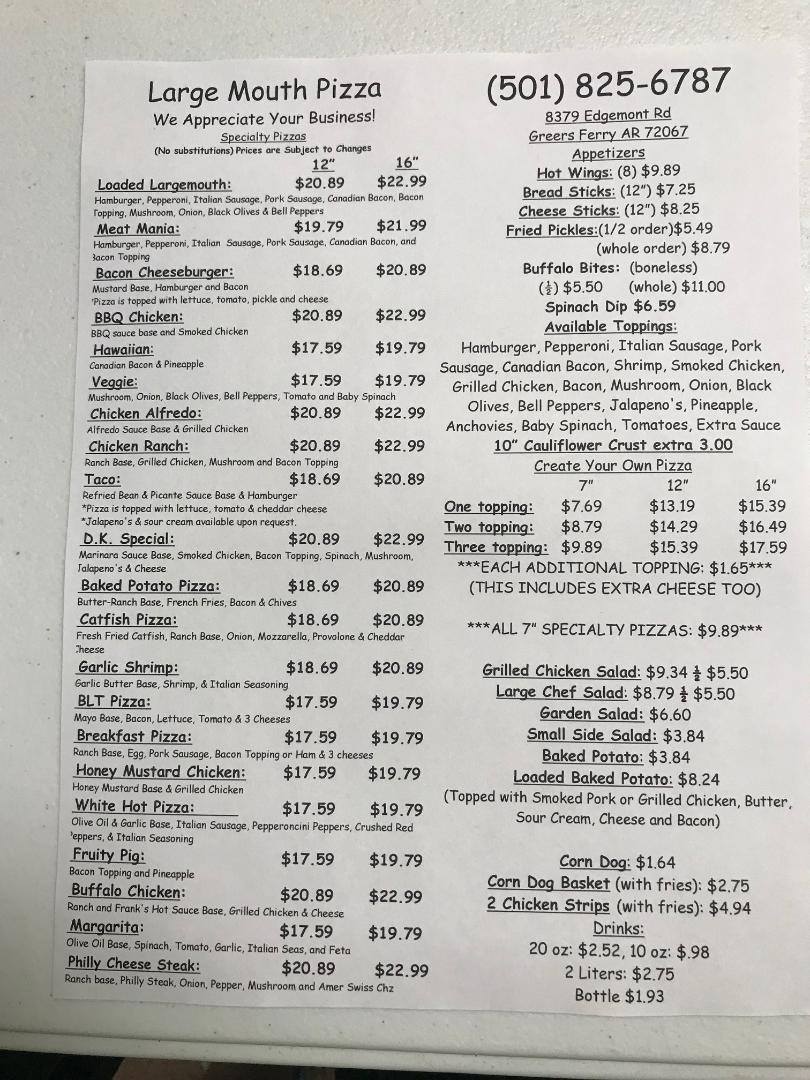 Large Mouth Pizza
We Appreciate Your Business!
Specialty Pizzas
(No substitutions) Prices are Subject to Changes
12" 16"
Loaded Largemouth: $20.89 $22.99
Hamburger, Pepperoni, Italian Sausage, Pork Sausage, Canadian Bacon, Bacon
Topping, Mushroom, Onion, Black Olives & Bell Peppers
Meat Mania: $19.79 $21.99
Hamburger, Pepperoni, Italian Sausage, Pork Sausage, Canadian Bacon, and
Bacon Topping
Bacon Cheeseburger: $18.69 $20.89
Mustard Base, Hamburger and Bacon
*Pizza is topped with lettuce, tomato, pickle and cheese
BBQ Chicken: $20.89 $22.99
BBQ sauce base and Smoked Chicken
Hawaiian: $17.59 $19.79
Canadian Bacon & Pineapple
Veggie: $17.59 $19.79
Mushroom, Onion, Black Olives, Bell Peppers, Tomato and Baby Spinach
Chicken Alfredo: $20.89 $22.99
Alfredo Sauce Base & Grilled Chicken
Chicken Ranch: $20.89 $22.99
Ranch Base, Grilled Chicken, Mushroom and Bacon Topping
Taco: $18.69 $20.89
Refried Bean & Picante Sauce Base & Hamburger
*Pizza is topped with lettuce, tomato & cheddar cheese
*Jalapeno's & sour cream available upon request.
D.K. Special: $20.89 $22.99
Marinara Sauce Base, Smoked Chicken, Bacon Topping, Spinach, Mushroom,
Jalapeno's & Cheese
Baked Potato Pizza: $18.69 $20.89
Butter-Ranch Base, French Fries, Bacon & Chives
Catfish Pizza: $18.69 $20.89
Fresh Fried Catfish, Ranch Base, Onion, Mozzarella, Provolone & Cheddar
Cheese
Garlic Shrimp: $18.69 $20.89
Garlic Butter Base, Shrimp, & Italian Seasoning
BLT Pizza: $17.59 $19.79
Mayo Base, Bacon, Lettuce, Tomato & 3 Cheeses
Breakfast Pizza: $17.59 $19.79
Ranch Base, Egg, Pork Sausage, Bacon Topping or Ham & 3 cheeses
Honey Mustard Chicken: $17.59 $19.79
Honey Mustard Base & Grilled Chicken
White Hot Pizza: $17.59 $19.79
Olive Oil & Garlic Base, Italian Sausage, Pepperoncini Peppers, Crushed Red
Peppers, & Italian Seasoning
Fruity Pig: $17.59 $19.79
Bacon Topping and Pineapple
Buffalo Chicken: $20.89 $22.99
Ranch and Frank's Hot Sauce Base, Grilled Chicken & Cheese
Margarita: $17.59 $19.79
Olive Oil Base, Spinach, Tomato, Garlic, Italian Seas, and Feta
Philly Cheese Steak: $20.89 $22.99
Ranch base, Philly Steak, Onion, Pepper, Mushroom and Amer Swiss Chz
(501) 825-6787
8379 Edgemont Rd
Greers Ferry AR 72067
Appetizers
Hot Wings: (8) $9.89
Bread Sticks: (12") $7.25
Cheese Sticks: (12") $8.25
Fried Pickles:(1/2 order)$5.49
(whole order) $8.79
Buffalo Bites: (boneless)
(½) $5.50 (whole) $11.00
Spinach Dip $6.59
Available Toppings:
Hamburger, Pepperoni, Italian Sausage, Pork
Sausage, Canadian Bacon, Shrimp, Smoked Chicken,
Grilled Chicken, Bacon, Mushroom, Onion, Black
Olives, Bell Peppers, Jalapeno's, Pineapple,
Anchovies, Baby Spinach, Tomatoes, Extra Sauce
10" Cauliflower Crust extra 3.00
Create Your Own Pizza
7" 12" 16"
One topping: $7.69 $13.19 $15.39
Two topping: $8.79 $14.29 $16.49
Three topping: $9.89 $15.39 $17.59
***EACH ADDITIONAL TOPPING: $1.65***
(THIS INCLUDES EXTRA CHEESE TOO)
***ALL 7" SPECIALTY PIZZAS: $9.89***
Grilled Chicken Salad: $9.34 ½ $5.50
Large Chef Salad: $8.79 ½ $5.50
Garden Salad: $6.60
Small Side Salad: $3.84
Baked Potato: $3.84
Loaded Baked Potato: $8.24
(Topped with Smoked Pork or Grilled Chicken, Butter,
Sour Cream, Cheese and Bacon)
Corn Dog: $1.64
Corn Dog Basket (with fries): $2.75
2 Chicken Strips (with fries): $4.94
Drinks:
20 oz: $2.52, 10 oz: $.98
2 Liters: $2.75
Bottle $1.93